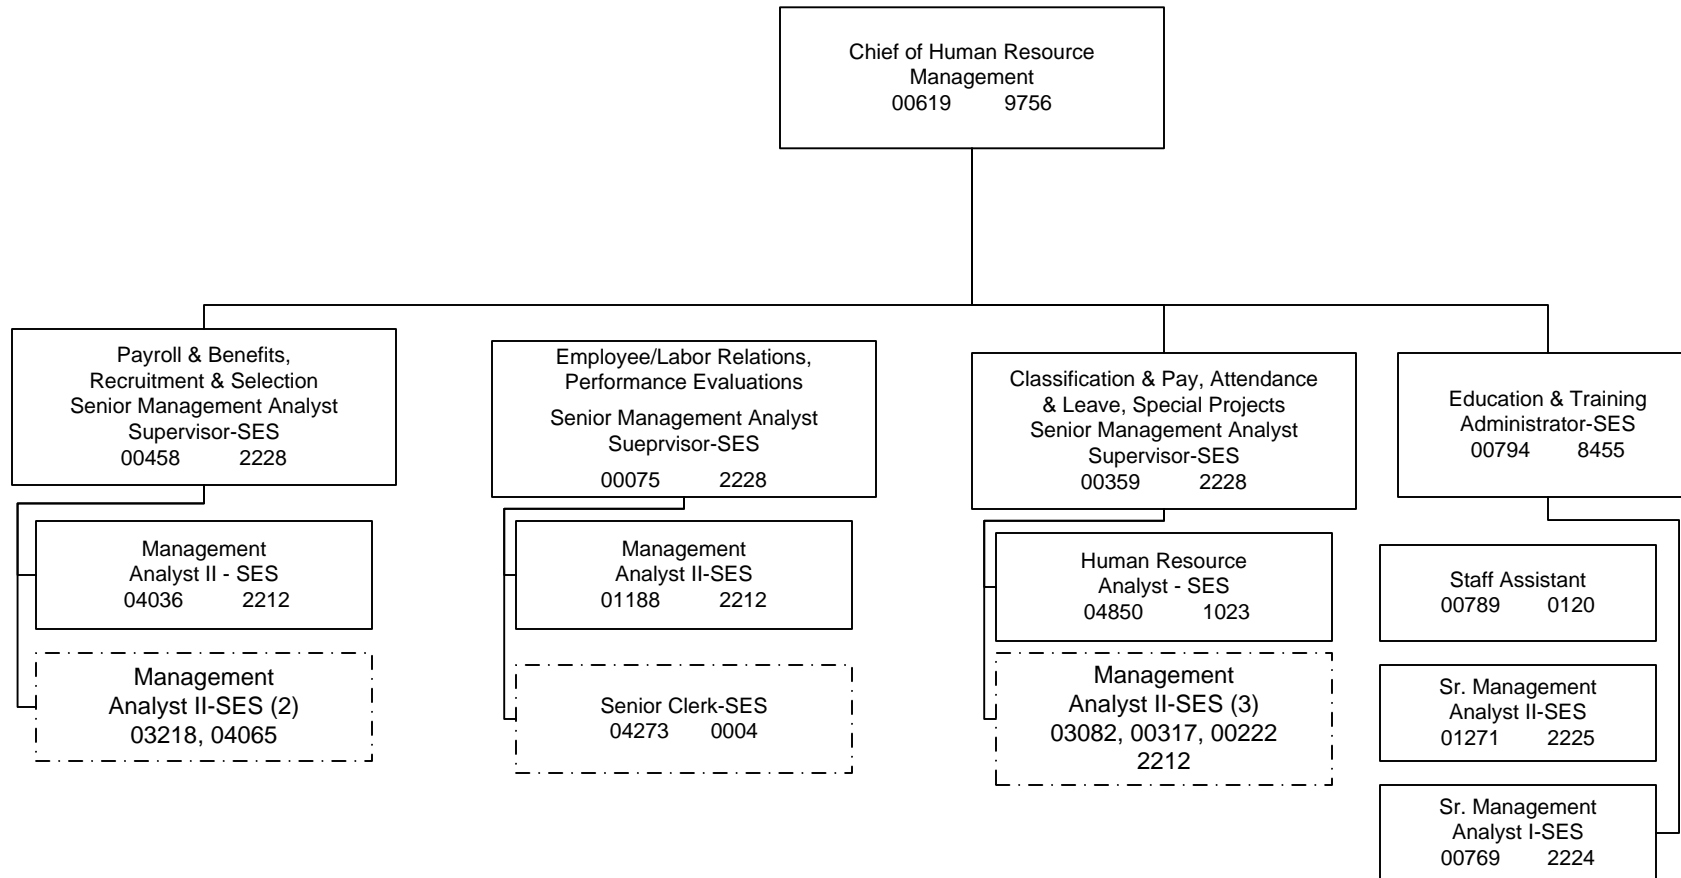 Chief of Human Resource
Management
00619 9756
Payroll & Benefits,
Recruitment & Selection
Senior Management Analyst
Supervisor-SES
00458 2228
Management
Analyst II - SES
04036 2212
Management
Analyst II-SES (2)
03218, 04065
Employee/Labor Relations,
Performance Evaluations
Senior Management Analyst
Sueprvisor-SES
00075 2228
Management
Analyst II-SES
01188 2212
Senior Clerk-SES
04273 0004
Classification & Pay, Attendance
& Leave, Special Projects
Senior Management Analyst
Supervisor-SES
00359 2228
Human Resource
Analyst - SES
04850 1023
Management
Analyst II-SES (3)
03082, 00317, 00222
2212
Education & Training
Administrator-SES
00794 8455
Staff Assistant
00789 0120
Sr. Management
Analyst II-SES
01271 2225
Sr. Management
Analyst I-SES
00769 2224